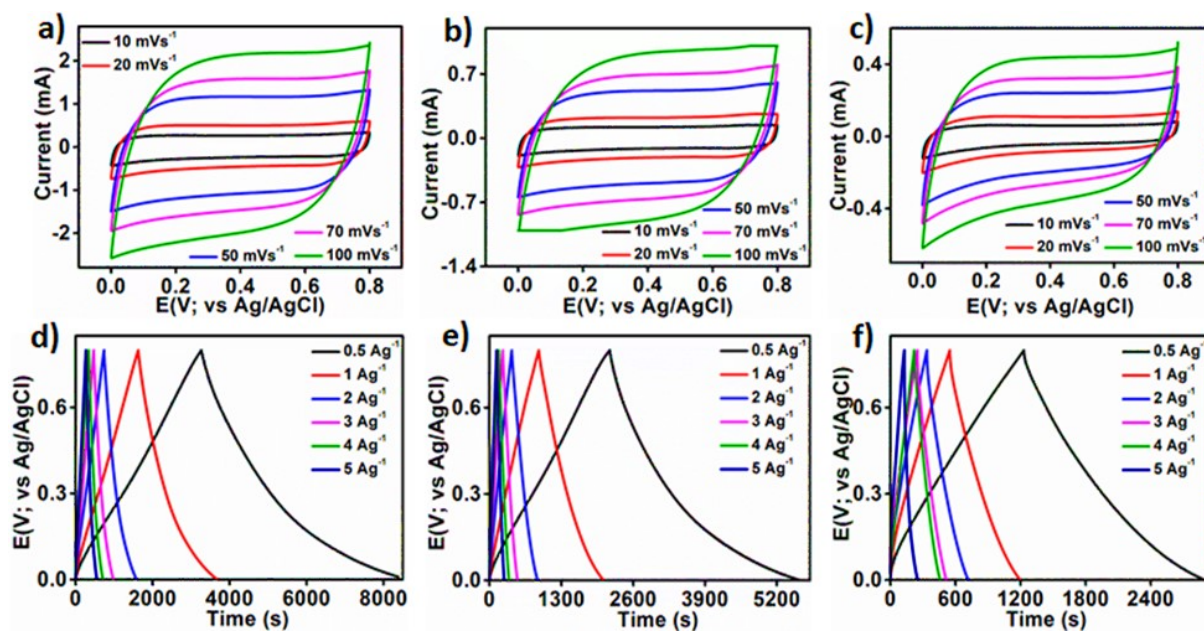 a)
10 mVs⁻¹
20 mVs⁻¹
2
1
0
-1
-2
Current (mA)
70 mVs⁻¹
50 mVs⁻¹
100 mVs⁻¹
0.0 0.2 0.4 0.6 0.8
E(V; vs Ag/AgCl)
b)
0.7
0.0
-0.7
-1.4
Current (mA)
50 mVs⁻¹
10 mVs⁻¹
70 mVs⁻¹
20 mVs⁻¹
100 mVs⁻¹
0.0 0.2 0.4 0.6 0.8
E(V; vs Ag/AgCl)
c)
0.4
0.0
-0.4
Current (mA)
50 mVs⁻¹
10 mVs⁻¹
70 mVs⁻¹
20 mVs⁻¹
100 mVs⁻¹
0.0 0.2 0.4 0.6 0.8
E(V; vs Ag/AgCl)
d)
0.5 Ag⁻¹
1 Ag⁻¹
2 Ag⁻¹
3 Ag⁻¹
4 Ag⁻¹
5 Ag⁻¹
0.6
0.3
0.0
E(V; vs Ag/AgCl)
0 2000 4000 6000 8000
Time (s)
e)
0.5 Ag⁻¹
1 Ag⁻¹
2 Ag⁻¹
3 Ag⁻¹
4 Ag⁻¹
5 Ag⁻¹
0.6
0.3
0.0
E(V; vs Ag/AgCl)
0 1300 2600 3900 5200
Time (s)
f)
0.5 Ag⁻¹
1 Ag⁻¹
2 Ag⁻¹
3 Ag⁻¹
4 Ag⁻¹
5 Ag⁻¹
0.6
0.3
0.0
E(V; vs Ag/AgCl)
0 600 1200 1800 2400
Time (s)